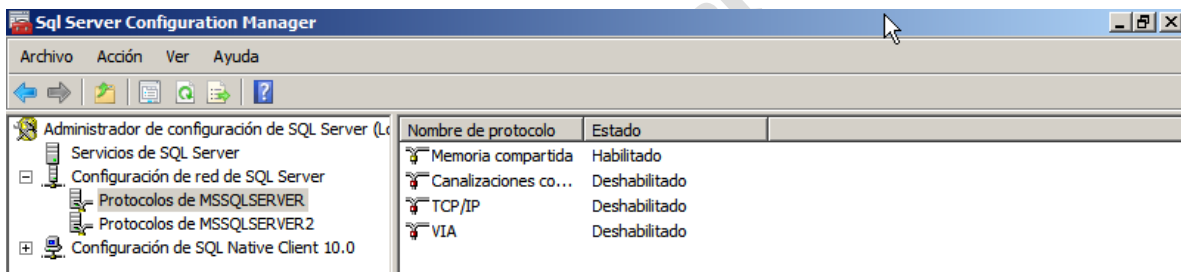 Sql Server Configuration Manager
Archivo Acción Ver Ayuda
Administrador de configuración de SQL Server (Lo
Servicios de SQL Server
Configuración de red de SQL Server
Protocolos de MSSQLSERVER
Protocolos de MSSQLSERVER2
Configuración de SQL Native Client 10.0
Nombre de protocolo Estado
Memoria compartida Habilitado
Canalizaciones co... Deshabilitado
TCP/IP Deshabilitado
VIA Deshabilitado